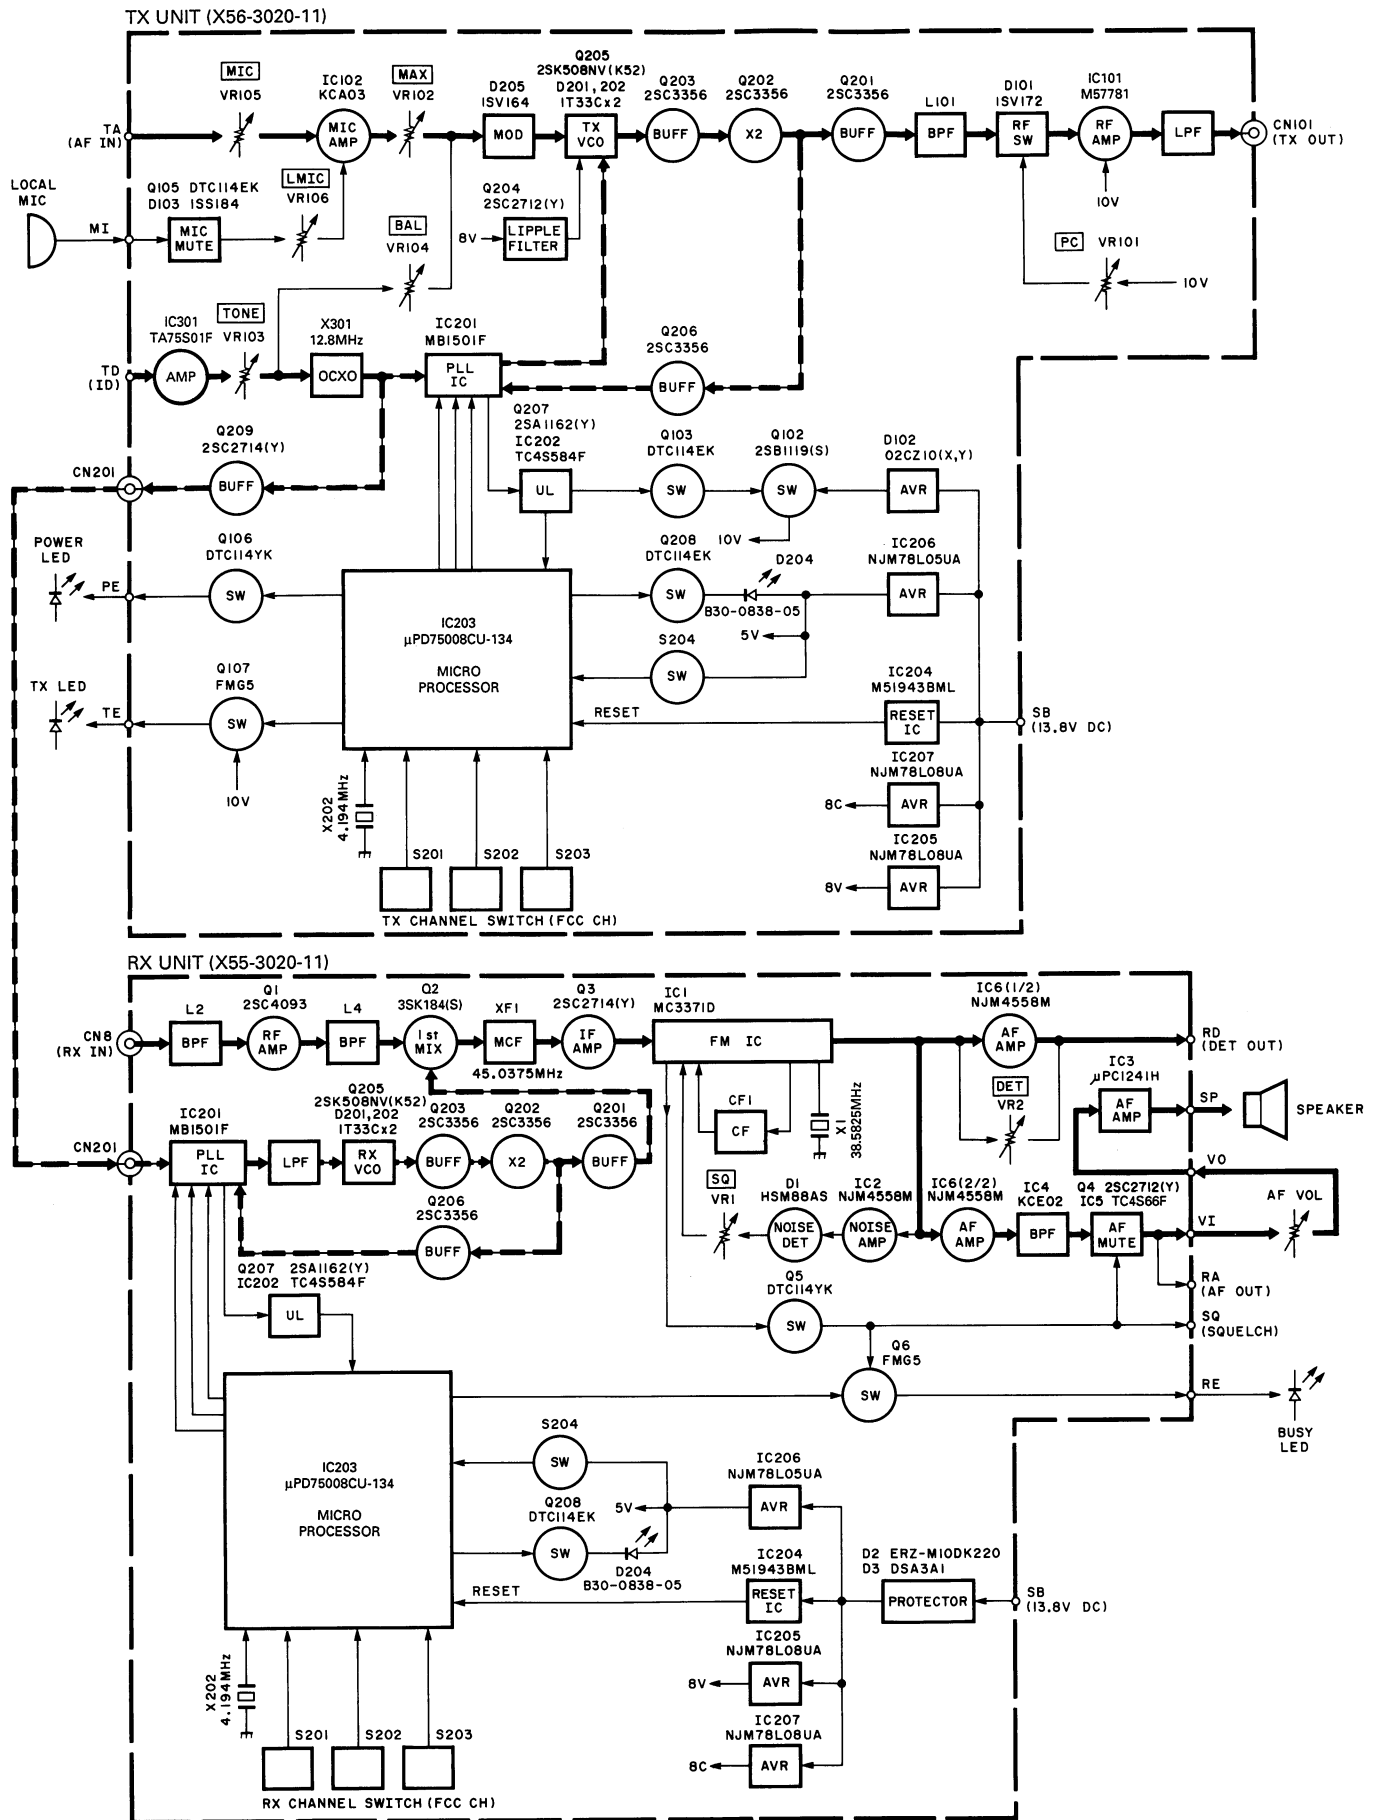 TX UNIT (X56-3020-11)
TA
(AF IN)
MIC
VR105
IC102
KCA03
MIC
AMP
MAX
VR102
D205
ISV164
MOD
Q205
2SK508NV(K52)
D201,202
1T33Cx2
TX
VCO
Q203
2SC3356
BUFF
Q202
2SC3356
X2
Q201
2SC3356
BUFF
L101
BPF
D101
ISV172
RF
SW
IC101
M57781
RF
AMP
10V
LPF
CN101
(TX OUT)
LOCAL
MIC
MI
Q105 DTC114EK
D103 ISS184
MIC
MUTE
LMIC
VR106
BAL
VR104
Q204
2SC2712(Y)
8V
LIPPLE
FILTER
PC
VR101
10V
TD
(ID)
IC301
TA75S01F
AMP
TONE
VR103
X301
12.8MHz
OCXO
IC201
MB1501F
PLL
IC
Q206
2SC3356
BUFF
CN201
Q209
2SC2714(Y)
BUFF
Q207
2SA1162(Y)
IC202
TC4S584F
UL
Q103
DTC114EK
SW
Q102
2SB1119(S)
SW
10V
D102
02CZ10(X,Y)
AVR
POWER
LED
PE
Q106
DTC114YK
SW
Q208
DTC114EK
SW
D204
B30-0838-05
IC206
NJM78L05UA
AVR
5V
S204
SW
IC203
μPD75008CU-134
MICRO
PROCESSOR
TX LED
TE
Q107
FMG5
SW
10V
RESET
IC204
M51943BML
RESET
IC
SB
(13.8V DC)
IC207
NJM78L08UA
8C
AVR
IC205
NJM78L08UA
8V
AVR
X202
4.194MHz
S201
S202
S203
TX CHANNEL SWITCH (FCC CH)
RX UNIT (X55-3020-11)
CN8
(RX IN)
L2
BPF
Q1
2SC4093
RF
AMP
L4
BPF
Q2
3SK184(S)
1st
MIX
XF1
MCF
45.0375MHz
Q3
2SC2714(Y)
IF
AMP
IC1
MC3371D
FM IC
IC6(1/2)
NJM4558M
AF
AMP
RD
(DET OUT)
DET
VR2
CF1
CF
X1
38.5825MHz
IC3
μPC1241H
AF
AMP
SP
SPEAKER
CN201
IC201
MB1501F
PLL
IC
LPF
Q205
2SK508NV(K52)
D201,202
1T33Cx2
RX
VCO
Q203
2SC3356
BUFF
Q202
2SC3356
X2
Q201
2SC3356
BUFF
Q206
2SC3356
BUFF
SQ
VR1
D1
HSM88AS
NOISE
DET
IC2
NJM4558M
NOISE
AMP
IC6(2/2)
NJM4558M
AF
AMP
IC4
KCE02
BPF
Q4 2SC2712(Y)
IC5 TC4S66F
AF
MUTE
VO
VI
AF VOL
RA
(AF OUT)
Q207 2SA1162(Y)
IC202 TC4S584F
UL
Q5
DTC114YK
SW
SQ
(SQUELCH)
Q6
FMG5
SW
RE
BUSY
LED
IC203
μPD75008CU-134
MICRO
PROCESSOR
S204
SW
Q208
DTC114EK
SW
D204
B30-0838-05
5V
IC206
NJM78L05UA
AVR
RESET
IC204
M51943BML
RESET
IC
D2 ERZ-M10DK220
D3 DSA3A1
PROTECTOR
SB
(13.8V DC)
IC205
NJM78L08UA
8V
AVR
IC207
NJM78L08UA
8C
AVR
X202
4.194MHz
S201
S202
S203
RX CHANNEL SWITCH (FCC CH)